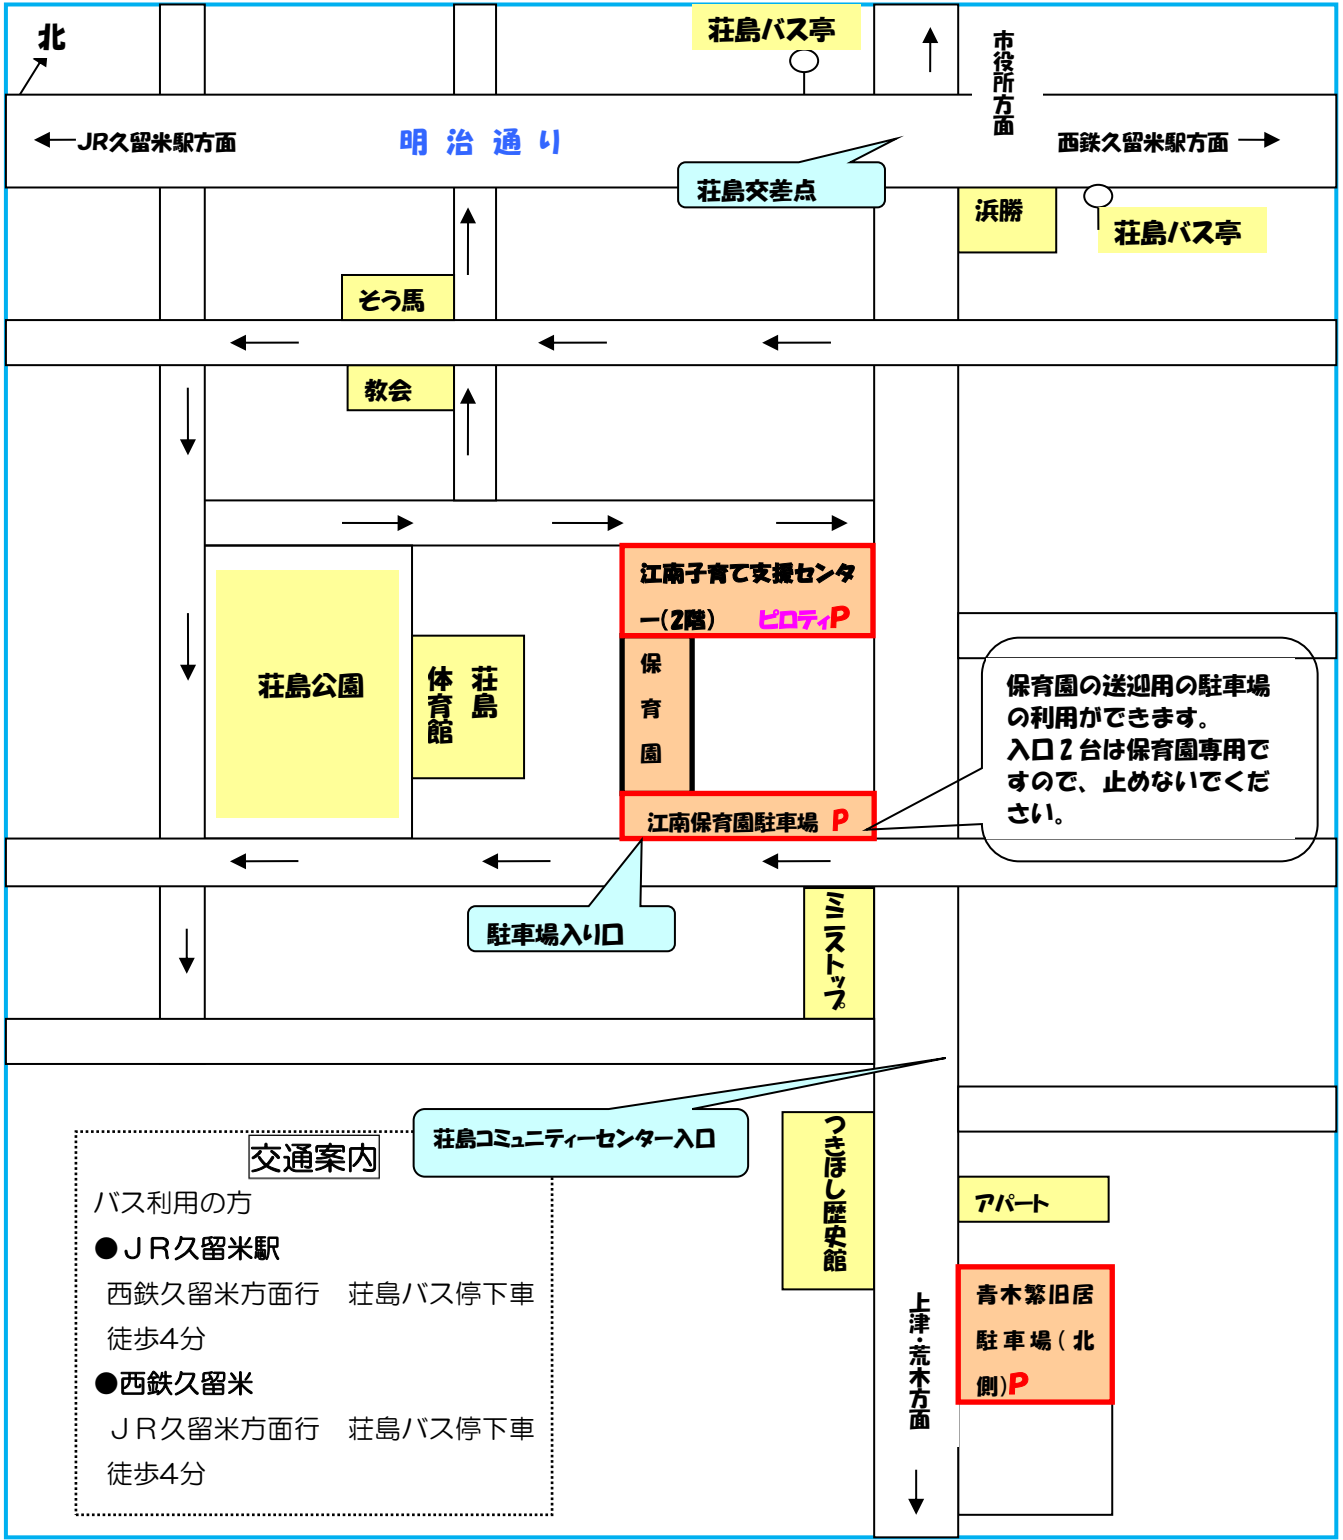 北
荘島バス亭
市役所方面
JR久留米駅方面
明治通り
西鉄久留米駅方面
荘島交差点
浜勝
荘島バス亭
そう馬
教会
江南子育て支援センタ
ー(2階) ピロティP
荘島公園
荘島
体育館
保育園
保育園の送迎用の駐車場
の利用ができます。
入口2台は保育園専用で
すので、止めないでくだ
さい。
江南保育園駐車場 P
駐車場入り口
ミニストップ
荘島コミュニティーセンター入口
つきほし歴史館
交通案内
バス利用の方
●JR久留米駅
西鉄久留米方面行 荘島バス停下車
徒歩4分
●西鉄久留米
JR久留米方面行 荘島バス停下車
徒歩4分
アパート
青木繁旧居
駐車場(北
側)P
上津・荒木方面